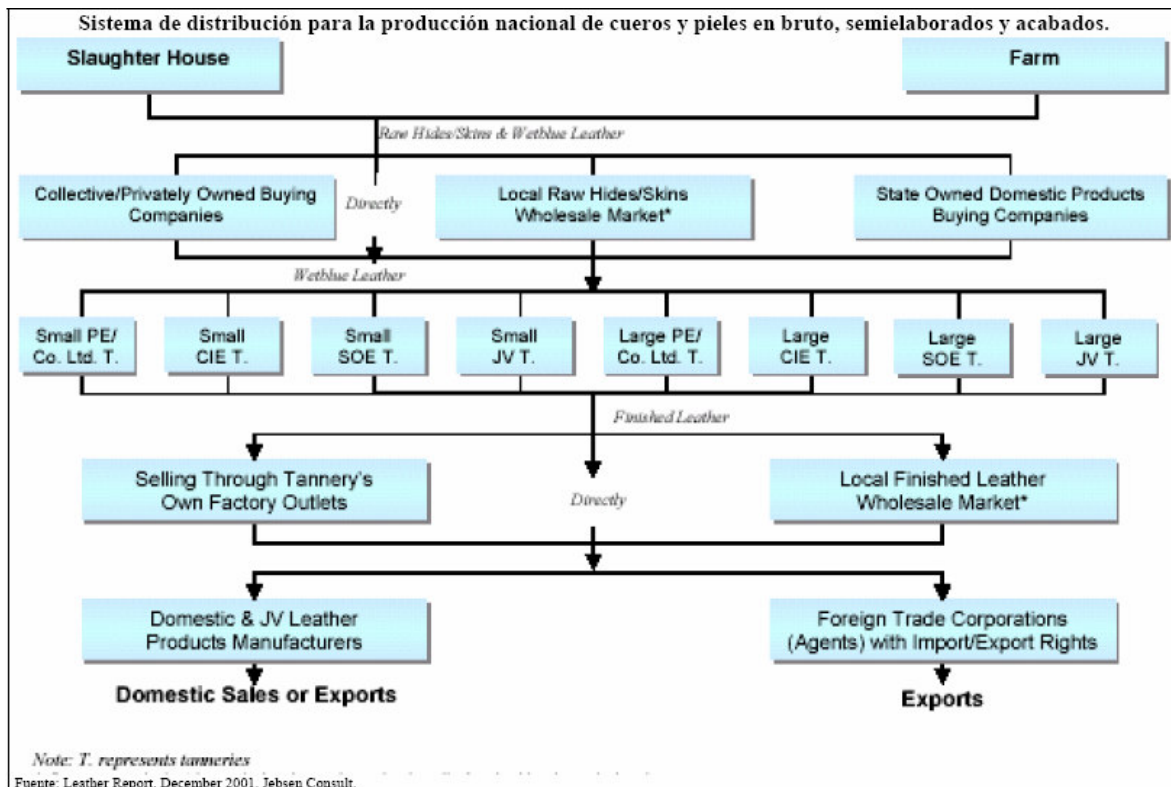 Sistema de distribución para la producción nacional de cueros y pieles en bruto, semielaborados y acabados.
Slaughter House
Farm
Raw Hides/Skins & Wetblue Leather
Collective/Privately Owned Buying
Companies
Directly
Local Raw Hides/Skins
Wholesale Market*
State Owned Domestic Products
Buying Companies
Wetblue Leather
Small PE/
Co. Ltd. T.
Small
CIE T.
Small
SOE T.
Small
JV T.
Large PE/
Co. Ltd. T.
Large
CIE T.
Large
SOE T.
Large
JV T.
Finished Leather
Selling Through Tannery's
Own Factory Outlets
Directly
Local Finished Leather
Wholesale Market*
Domestic & JV Leather
Products Manufacturers
Foreign Trade Corporations
(Agents) with Import/Export Rights
Domestic Sales or Exports
Exports
Note: T. represents tanneries
Fuente: Leather Report. December 2001. Jebsen Consult.